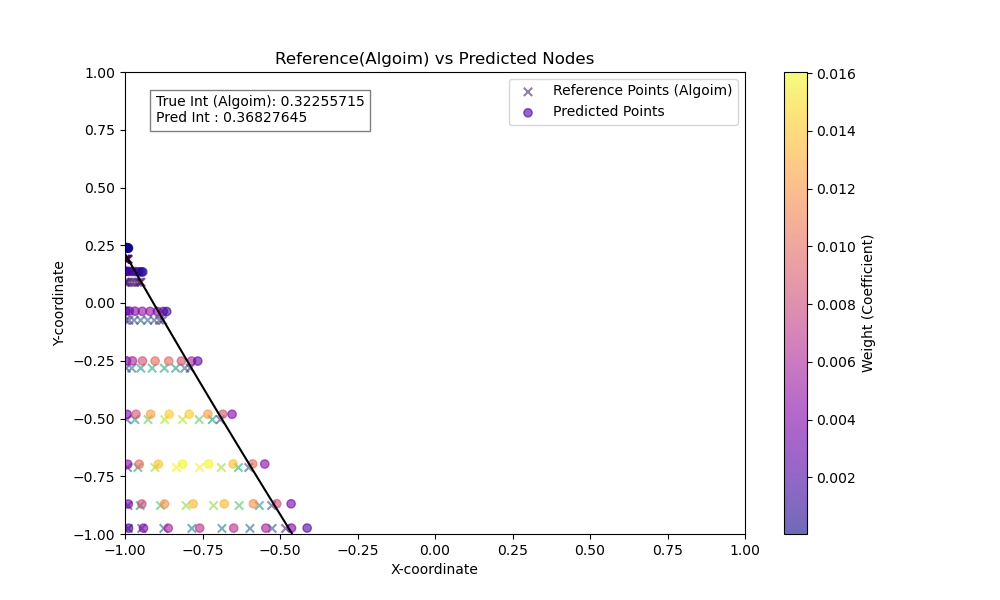 Reference(Algoim) vs Predicted Nodes
True Int (Algoim): 0.32255715
Pred Int : 0.36827645
Reference Points (Algoim)
Predicted Points
1.00
0.75
0.50
0.25
0.00
−0.25
−0.50
−0.75
−1.00
Y-coordinate
−1.00 −0.75 −0.50 −0.25 0.00 0.25 0.50 0.75 1.00
X-coordinate
0.016
0.014
0.012
0.010
0.008
0.006
0.004
0.002
Weight (Coefficient)